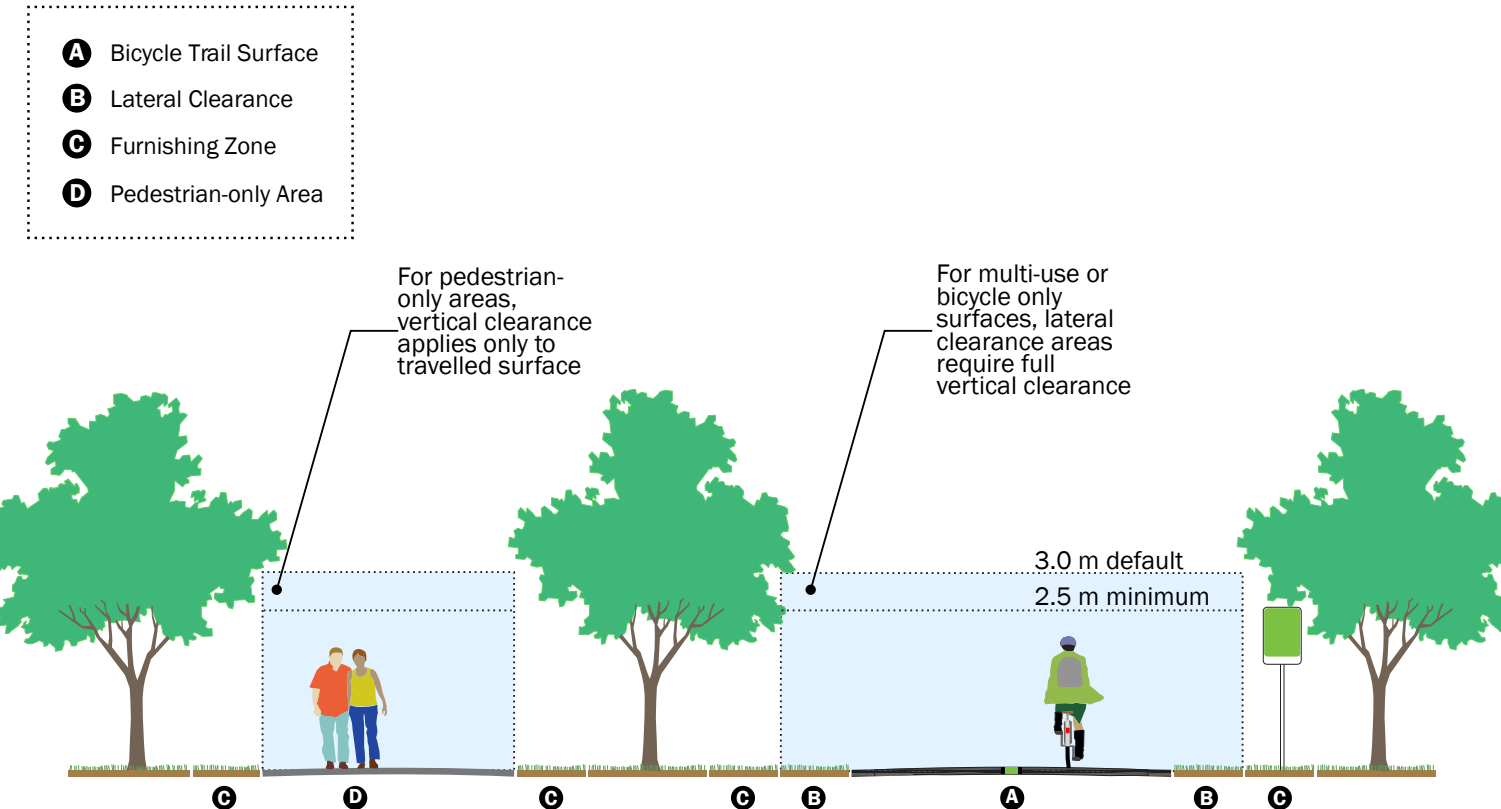 A Bicycle Trail Surface
B Lateral Clearance
C Furnishing Zone
D Pedestrian-only Area
For pedestrian-
only areas,
vertical clearance
applies only to
travelled surface
For multi-use or
bicycle only
surfaces, lateral
clearance areas
require full
vertical clearance
3.0 m default
2.5 m minimum
C D C C B A B C